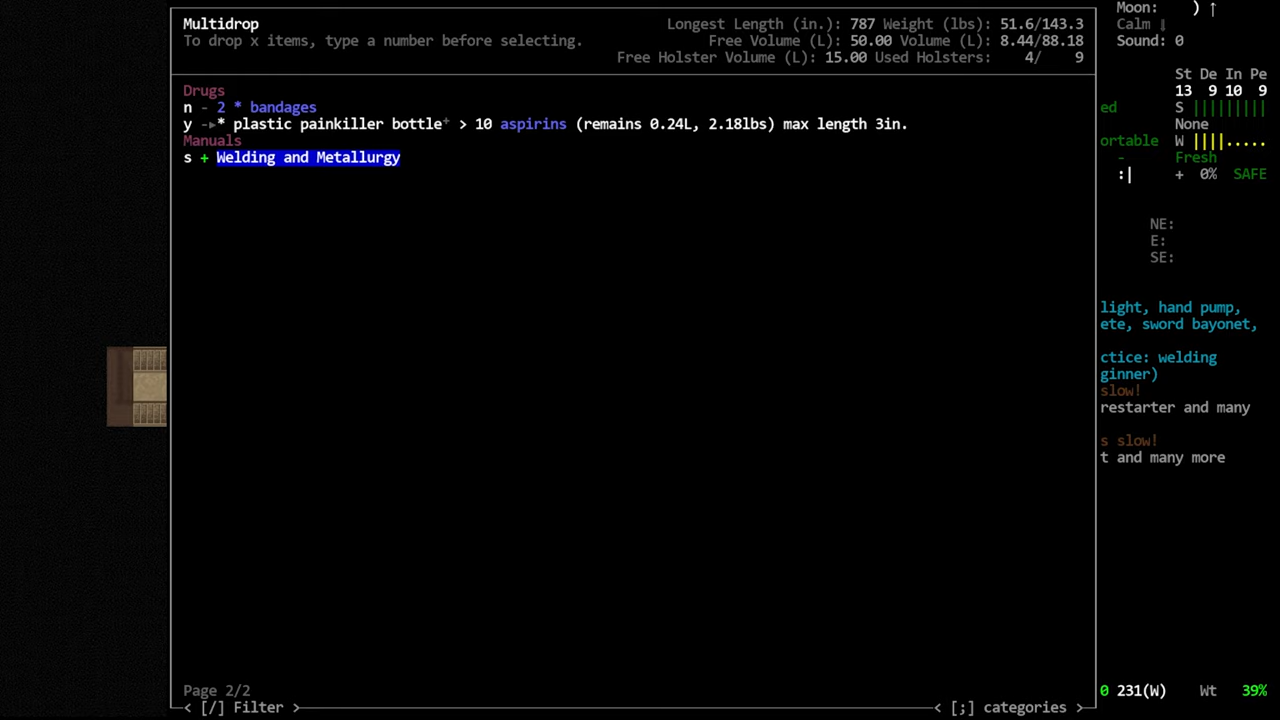 Multidrop
Longest Length (in.): 787 Weight (lbs): 51.6/143.3
To drop x items, type a number before selecting.
Free Volume (L): 50.00 Volume (L): 8.44/88.18
Free Holster Volume (L): 15.00 Used Holsters: 4/ 9
Drugs
n - 2 * bandages
y -▸* plastic painkiller bottle⁺ > 10 aspirins (remains 0.24L, 2.18lbs) max length 3in.
Manuals
s + Welding and Metallurgy
Page 2/2
< [/] Filter >
< [;] categories >
Moon: ) ↑
Calm ⇓
Sound: 0
St De In Pe
13 9 10 9
ed S |||||||||
None
ortable W ||||.....
- Fresh
:| + 0% SAFE
NE:
E:
SE:
light, hand pump,
ete, sword bayonet,
ctice: welding
ginner)
slow!
restarter and many
s slow!
t and many more
0 231(W) Wt 39%